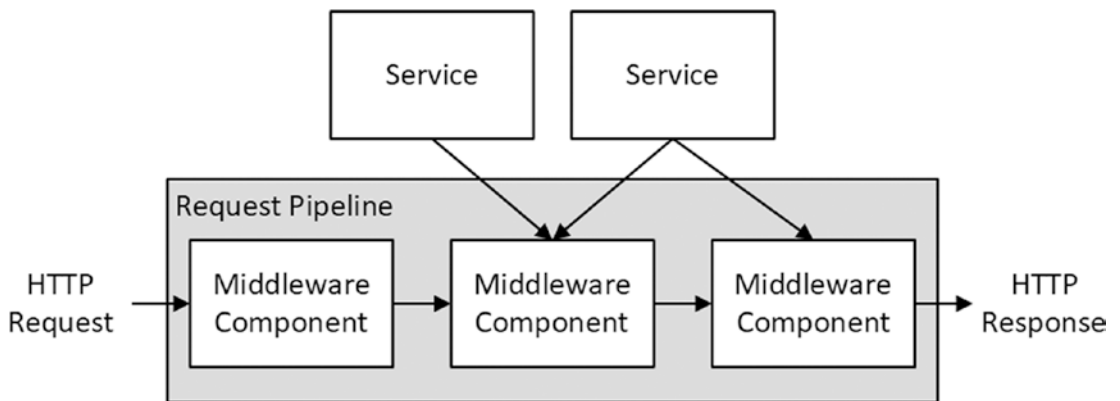 Service
Service
Request Pipeline
HTTP
Request
Middleware
Component
Middleware
Component
Middleware
Component
HTTP
Response